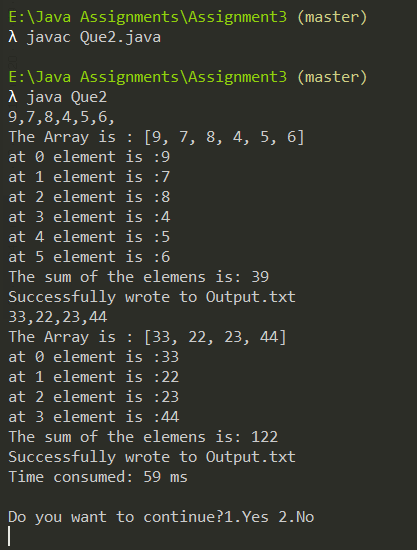 E:\Java Assignments\Assignment3 (master)
λ javac Que2.java
E:\Java Assignments\Assignment3 (master)
λ java Que2
9,7,8,4,5,6,
The Array is : [9, 7, 8, 4, 5, 6]
at 0 element is :9
at 1 element is :7
at 2 element is :8
at 3 element is :4
at 4 element is :5
at 5 element is :6
The sum of the elemens is: 39
Successfully wrote to Output.txt
33,22,23,44
The Array is : [33, 22, 23, 44]
at 0 element is :33
at 1 element is :22
at 2 element is :23
at 3 element is :44
The sum of the elemens is: 122
Successfully wrote to Output.txt
Time consumed: 59 ms
Do you want to continue?1.Yes 2.No